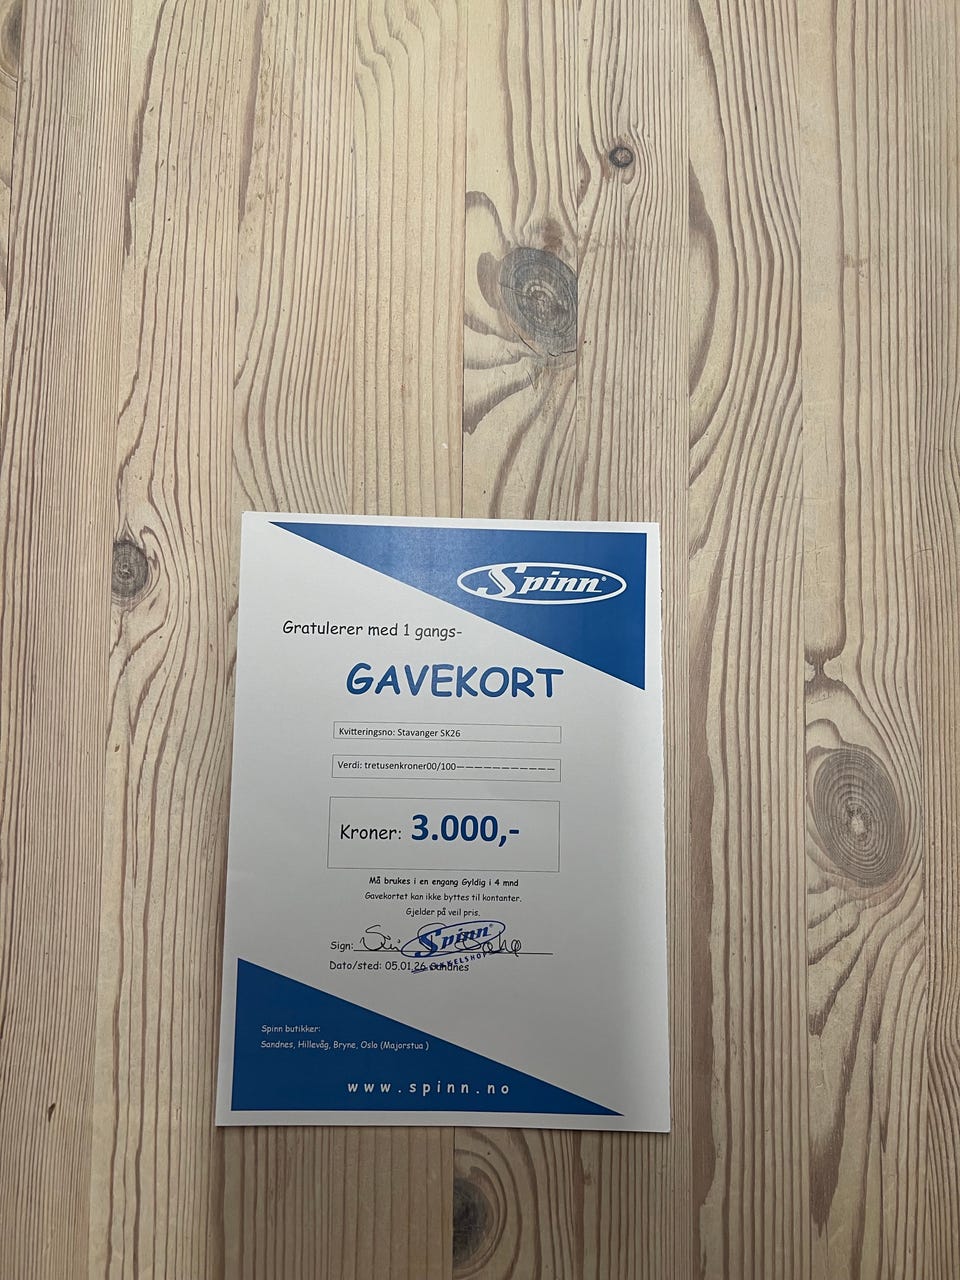 Spinn
Gratulerer med 1 gangs-
GAVEKORT
Kvitteringsno: Stavanger SK26
Verdi: tretusenkroner00/100———————————
Kroner: 3.000,-
Må brukes i en engang Gyldig i 4 mnd
Gavekortet kan ikke byttes til kontanter.
Gjelder på veil pris.
Sign:
Spinn
Dato/sted: 05.01.26 Sandnes
Spinn butikker:
Sandnes, Hillevåg, Bryne, Oslo (Majorstua )
www.spinn.no